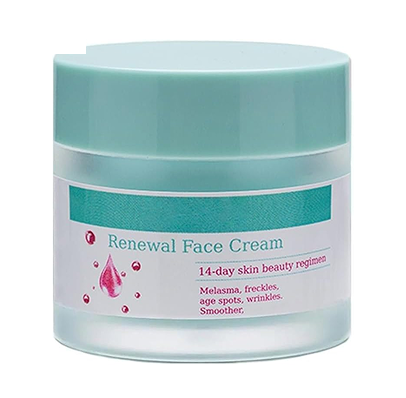 Renewal Face Cream
14-day skin beauty regimen
Melasma, freckles,
age spots, wrinkles.
Smoother,